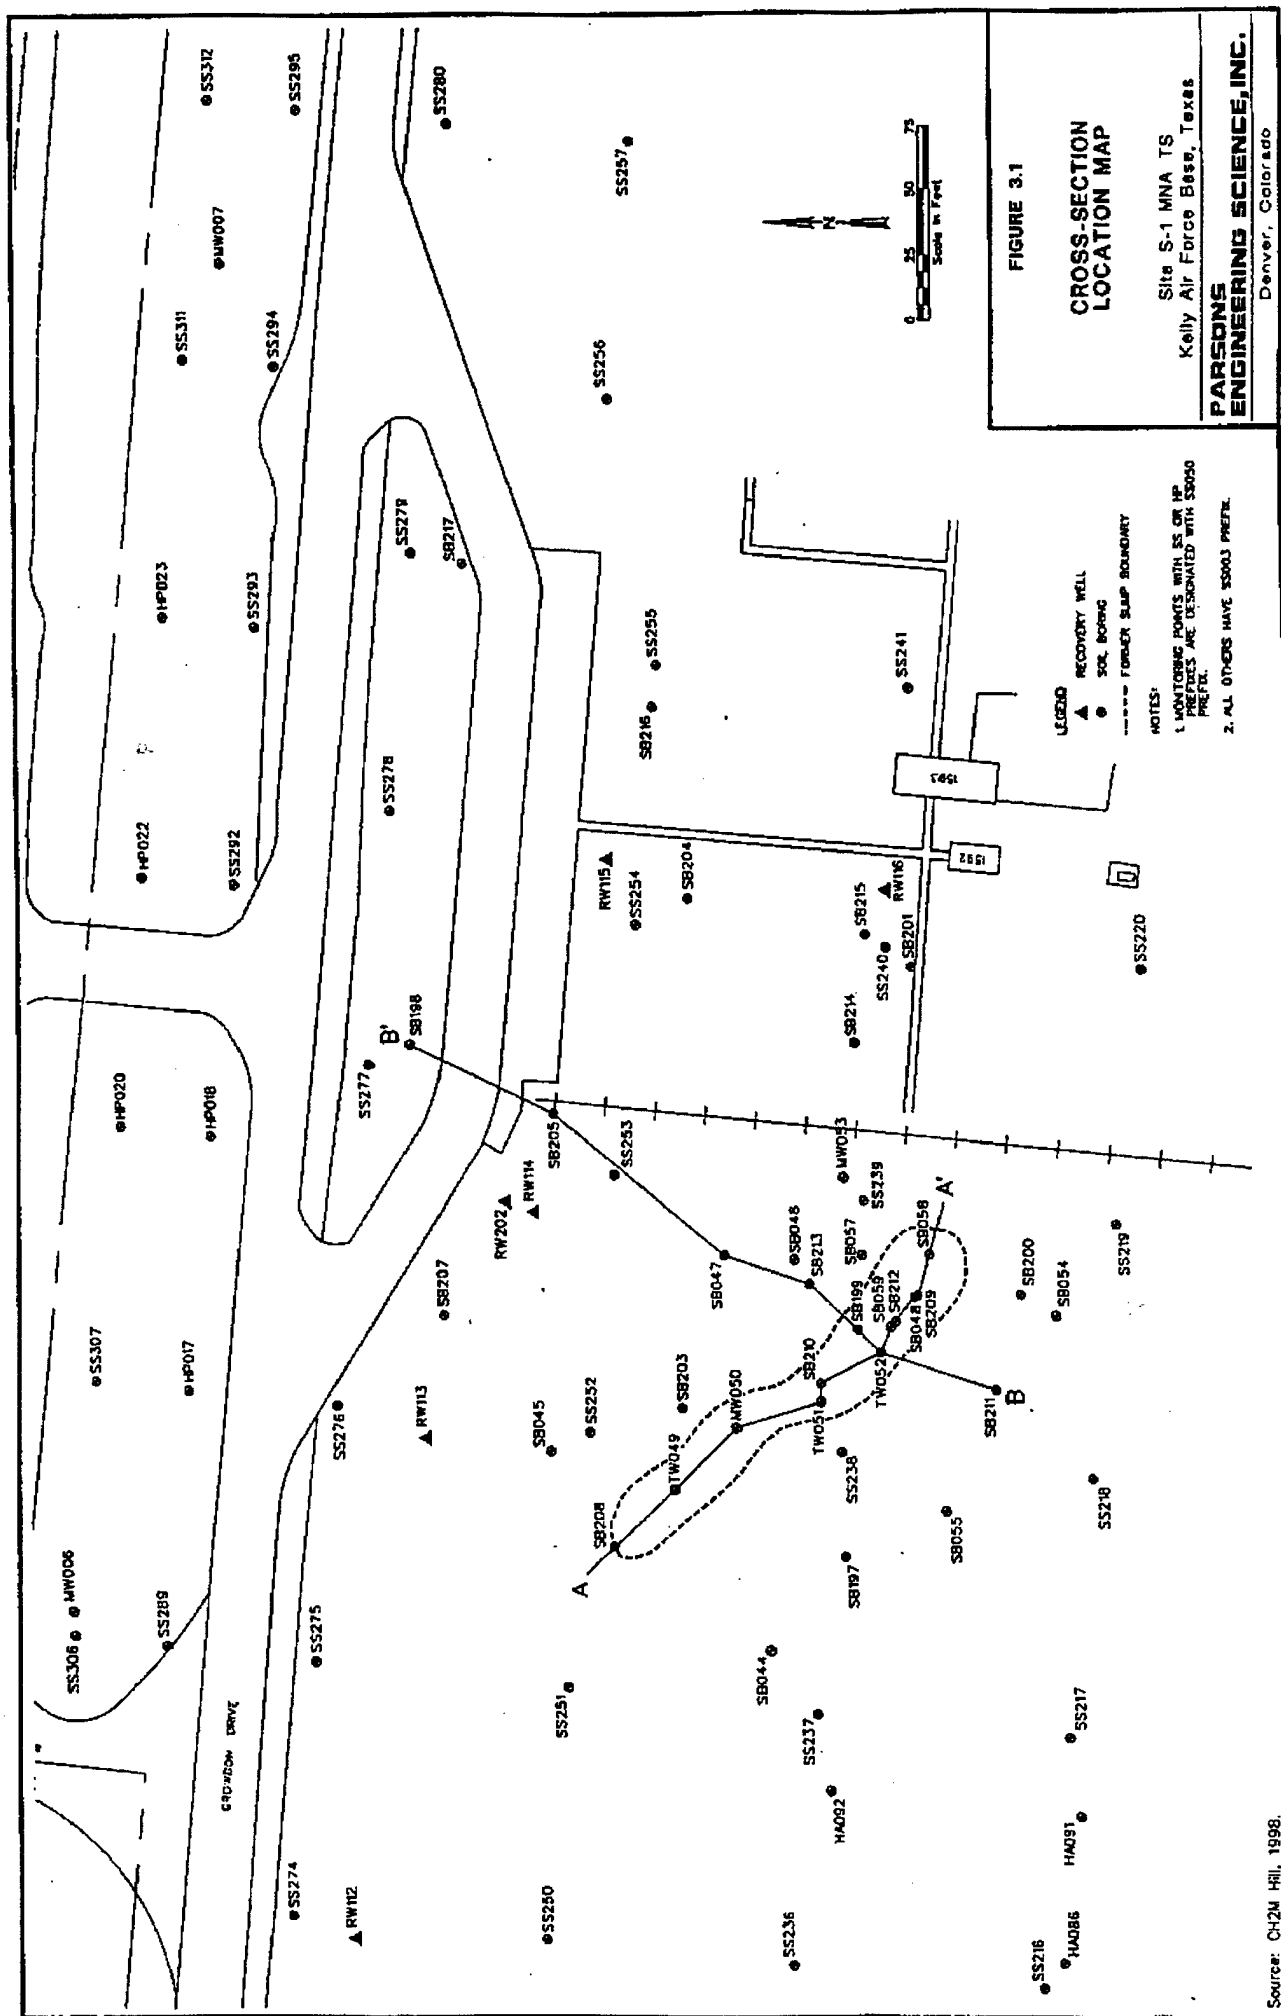 SS312
SS295
SS280
SS257
MW007
SS311
SS294
SS256
HP023
SS293
SS279
SB217
SS255
SB216
SS241
HP022
SS292
SS278
RW115
SS254
SB204
SB215
RW116
SS240
SB201
SB214
SS220
1593
1592
HP020
HP018
SS277
B'
SB198
SB205
SS253
RW114
RW202
SB207
SB047
SB048
SB213
SB057
MW053
SS239
A'
SB058
SB199
SB059
SB212
SB048
SB209
SB200
SB054
SS219
SS307
HP017
SS276
RW113
SB045
SS252
SB203
MW050
TW049
SB208
A
SB210
TW051
TW052
SB211
B
SS238
SB055
SB197
SS218
SS306
MW006
SS289
SS275
SS251
SB044
SS237
HA092
SS217
HA091
CROWDON DRIVE
SS274
RW112
SS250
SS236
SS216
HA086
N
0 25 50 75
Scale in Feet
LEGEND
RECOVERY WELL
SOIL BORING
FORMER SUMP BOUNDARY
NOTES:
1. MONITORING POINTS WITH SS OR HP
PREFIXES ARE DESIGNATED WITH SS050
PREFIX.
2. ALL OTHERS HAVE SS003 PREFIX.
FIGURE 3.1
CROSS-SECTION
LOCATION MAP
Site S-1 MNA TS
Kelly Air Force Base, Texas
PARSONS
ENGINEERING SCIENCE, INC.
Denver, Colorado
Source: CH2M Hill, 1998.